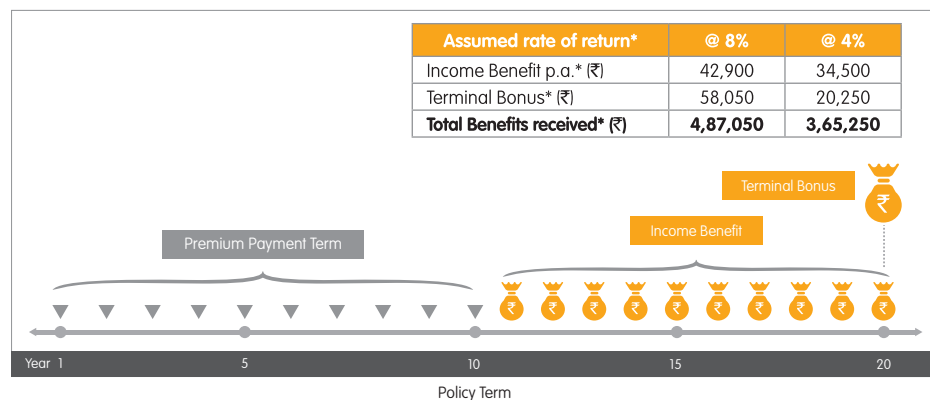 Assumed rate of return* @ 8% @ 4%
Income Benefit p.a.* (₹) 42,900 34,500
Terminal Bonus* (₹) 58,050 20,250
Total Benefits received* (₹) 4,87,050 3,65,250
Terminal Bonus
₹
Income Benefit
Premium Payment Term
₹ ₹ ₹ ₹ ₹ ₹ ₹ ₹ ₹ ₹
Year 1 5 10 15 20
Policy Term